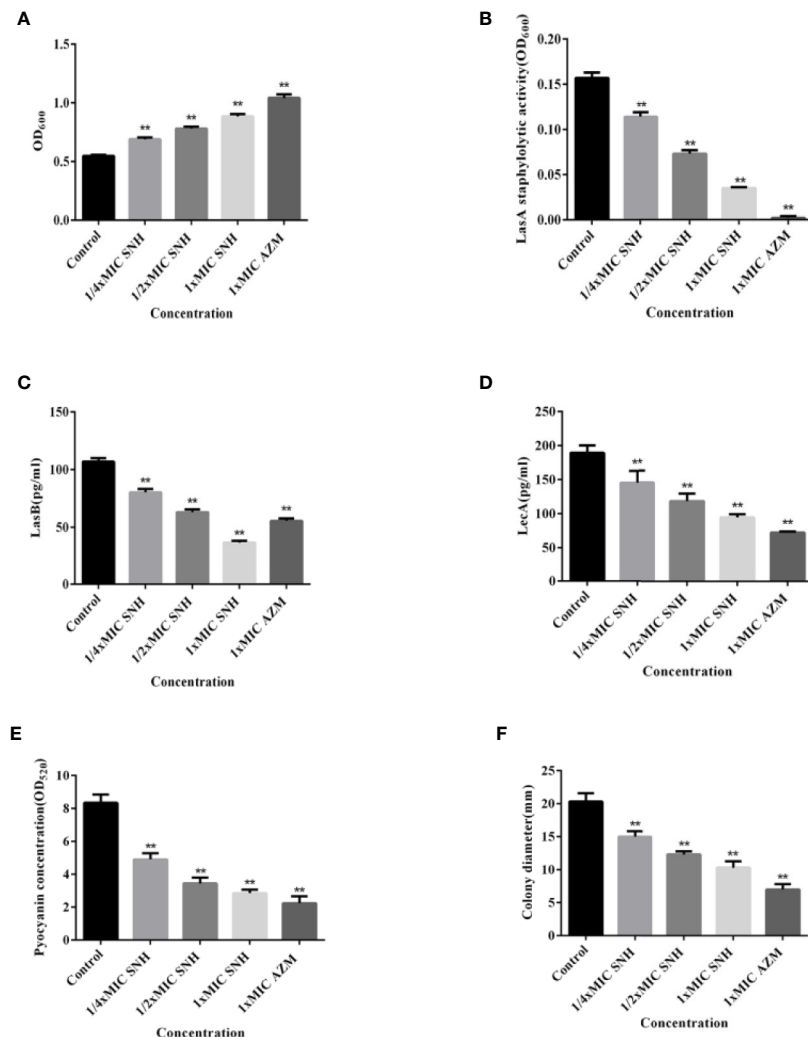 A
OD600
1.5
1.0
0.5
0.0
**
**
**
**
Control
1/4xMIC SNH
1/2xMIC SNH
1xMIC SNH
1xMIC AZM
Concentration
B
LasA staphylolytic activity(OD600)
0.20
0.15
0.10
0.05
0.00
**
**
**
**
Control
1/4xMIC SNH
1/2xMIC SNH
1xMIC SNH
1xMIC AZM
Concentration
C
LasB(pg/ml)
150
100
50
0
**
**
**
**
Control
1/4xMIC SNH
1/2xMIC SNH
1xMIC SNH
1xMIC AZM
Concentration
D
LecA(pg/ml)
250
200
150
100
50
0
**
**
**
**
Control
1/4xMIC SNH
1/2xMIC SNH
1xMIC SNH
1xMIC AZM
Concentration
E
Pyocyanin concentration(OD520)
10
8
6
4
2
0
**
**
**
**
Control
1/4xMIC SNH
1/2xMIC SNH
1xMIC SNH
1xMIC AZM
Concentration
F
Colony diameter(mm)
25
20
15
10
5
0
**
**
**
**
Control
1/4xMIC SNH
1/2xMIC SNH
1xMIC SNH
1xMIC AZM
Concentration